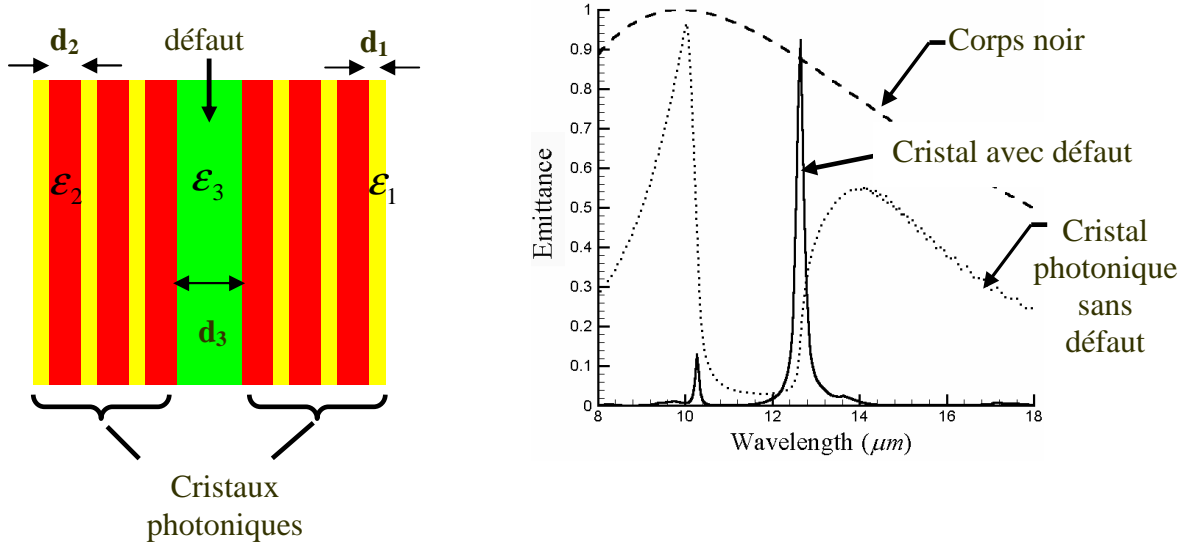 d₂
défaut
d₁
ε₂
ε₃
ε₁
d₃
Cristaux
photoniques
1
0.9
0.8
0.7
0.6
0.5
0.4
0.3
0.2
0.1
0
Emittance
8
10
12
14
16
18
Wavelength (μm)
Corps noir
Cristal avec défaut
Cristal
photonique
sans
défaut